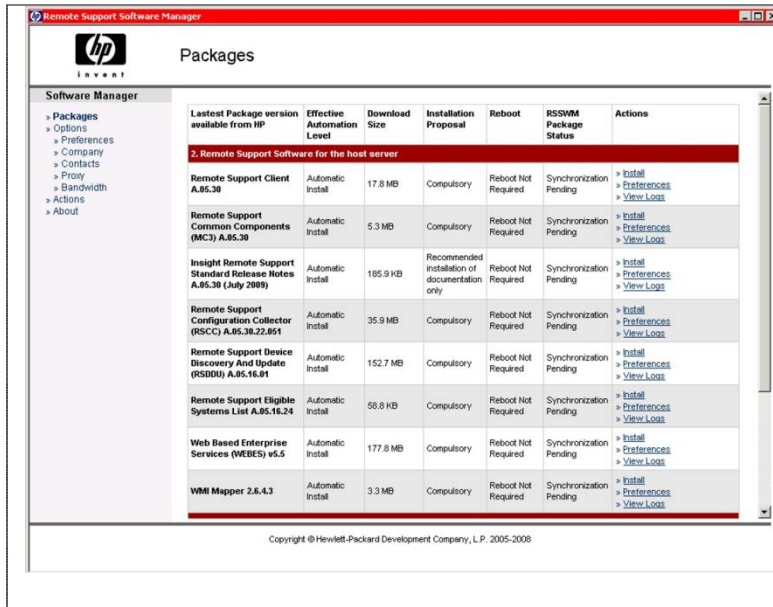 Remote Support Software Manager
hp
invent
Packages
Software Manager
» Packages
» Options
» Preferences
» Company
» Contacts
» Proxy
» Bandwidth
» Actions
» About
Lastest Package version available from HP Effective Automation Level Download Size Installation Proposal Reboot RSSWM Package Status Actions
2. Remote Support Software for the host server
Remote Support Client A.05.30 Automatic Install 17.8 MB Compulsory Reboot Not Required Synchronization Pending » Install » Preferences » View Logs
Remote Support Common Components (MC3) A.05.30 Automatic Install 5.3 MB Compulsory Reboot Not Required Synchronization Pending » Install » Preferences » View Logs
Insight Remote Support Standard Release Notes A.05.30 (July 2009) Automatic Install 185.9 KB Recommended installation of documentation only Reboot Not Required Synchronization Pending » Install » Preferences » View Logs
Remote Support Configuration Collector (RSCC) A.05.30.22.051 Automatic Install 35.9 MB Compulsory Reboot Not Required Synchronization Pending » Install » Preferences » View Logs
Remote Support Device Discovery And Update (RSDDU) A.05.16.01 Automatic Install 152.7 MB Compulsory Reboot Not Required Synchronization Pending » Install » Preferences » View Logs
Remote Support Eligible Systems List A.05.16.24 Automatic Install 58.8 KB Compulsory Reboot Not Required Synchronization Pending » Install » Preferences » View Logs
Web Based Enterprise Services (WEBES) v5.5 Automatic Install 177.8 MB Compulsory Reboot Not Required Synchronization Pending » Install » Preferences » View Logs
WMI Mapper 2.6.4.3 Automatic Install 3.3 MB Compulsory Reboot Not Required Synchronization Pending » Install » Preferences » View Logs
Copyright © Hewlett-Packard Development Company, L.P. 2005-2008